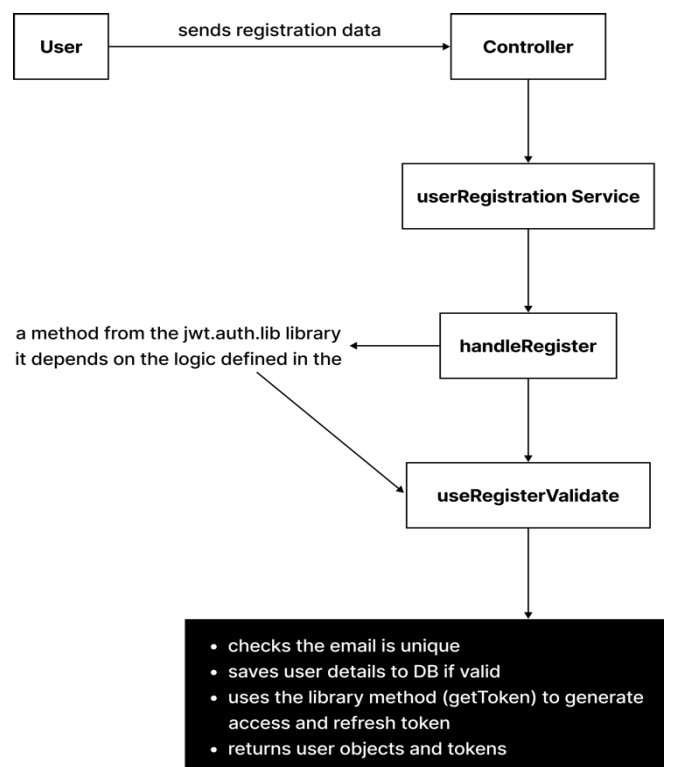 User
sends registration data
Controller
userRegistration Service
a method from the jwt.auth.lib library
it depends on the logic defined in the
handleRegister
useRegisterValidate
• checks the email is unique
• saves user details to DB if valid
• uses the library method (getToken) to generate
access and refresh token
• returns user objects and tokens